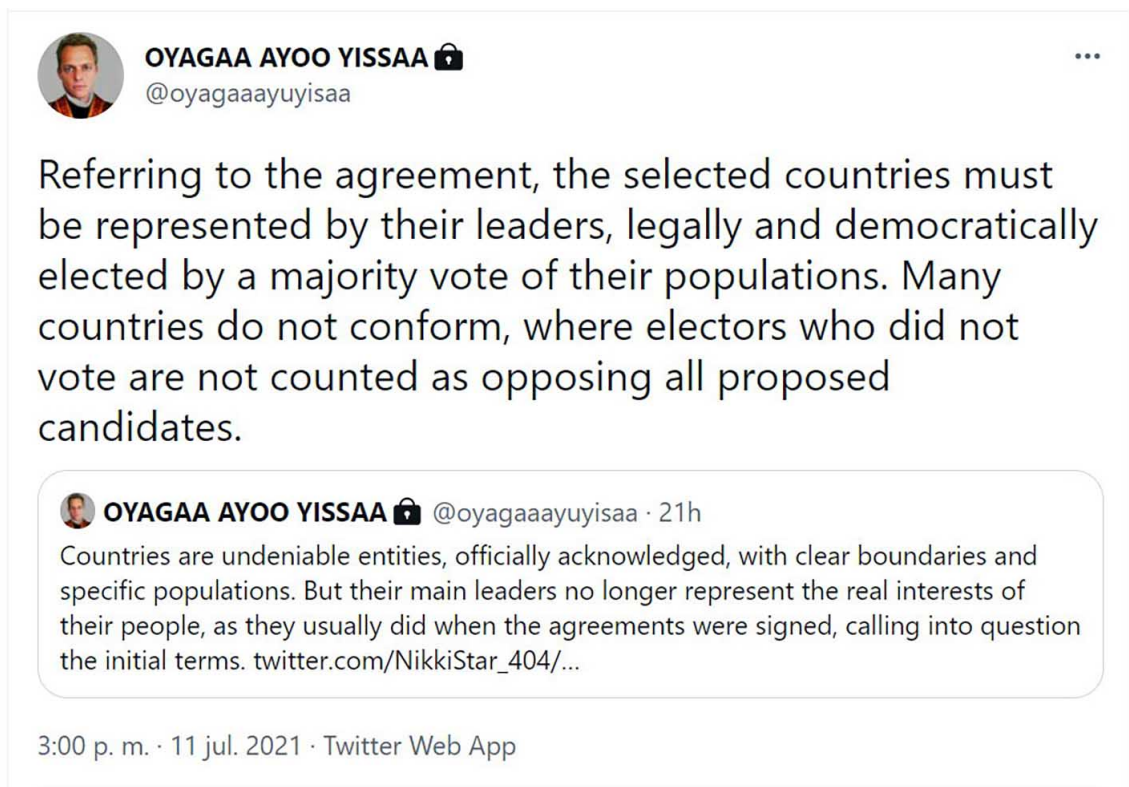 OYAGAA AYOO YISSAA
@oyagaaayuyisaa
Referring to the agreement, the selected countries must
be represented by their leaders, legally and democratically
elected by a majority vote of their populations. Many
countries do not conform, where electors who did not
vote are not counted as opposing all proposed
candidates.
OYAGAA AYOO YISSAA @oyagaaayuyisaa · 21h
Countries are undeniable entities, officially acknowledged, with clear boundaries and
specific populations. But their main leaders no longer represent the real interests of
their people, as they usually did when the agreements were signed, calling into question
the initial terms. twitter.com/NikkiStar_404/...
3:00 p. m. · 11 jul. 2021 · Twitter Web App